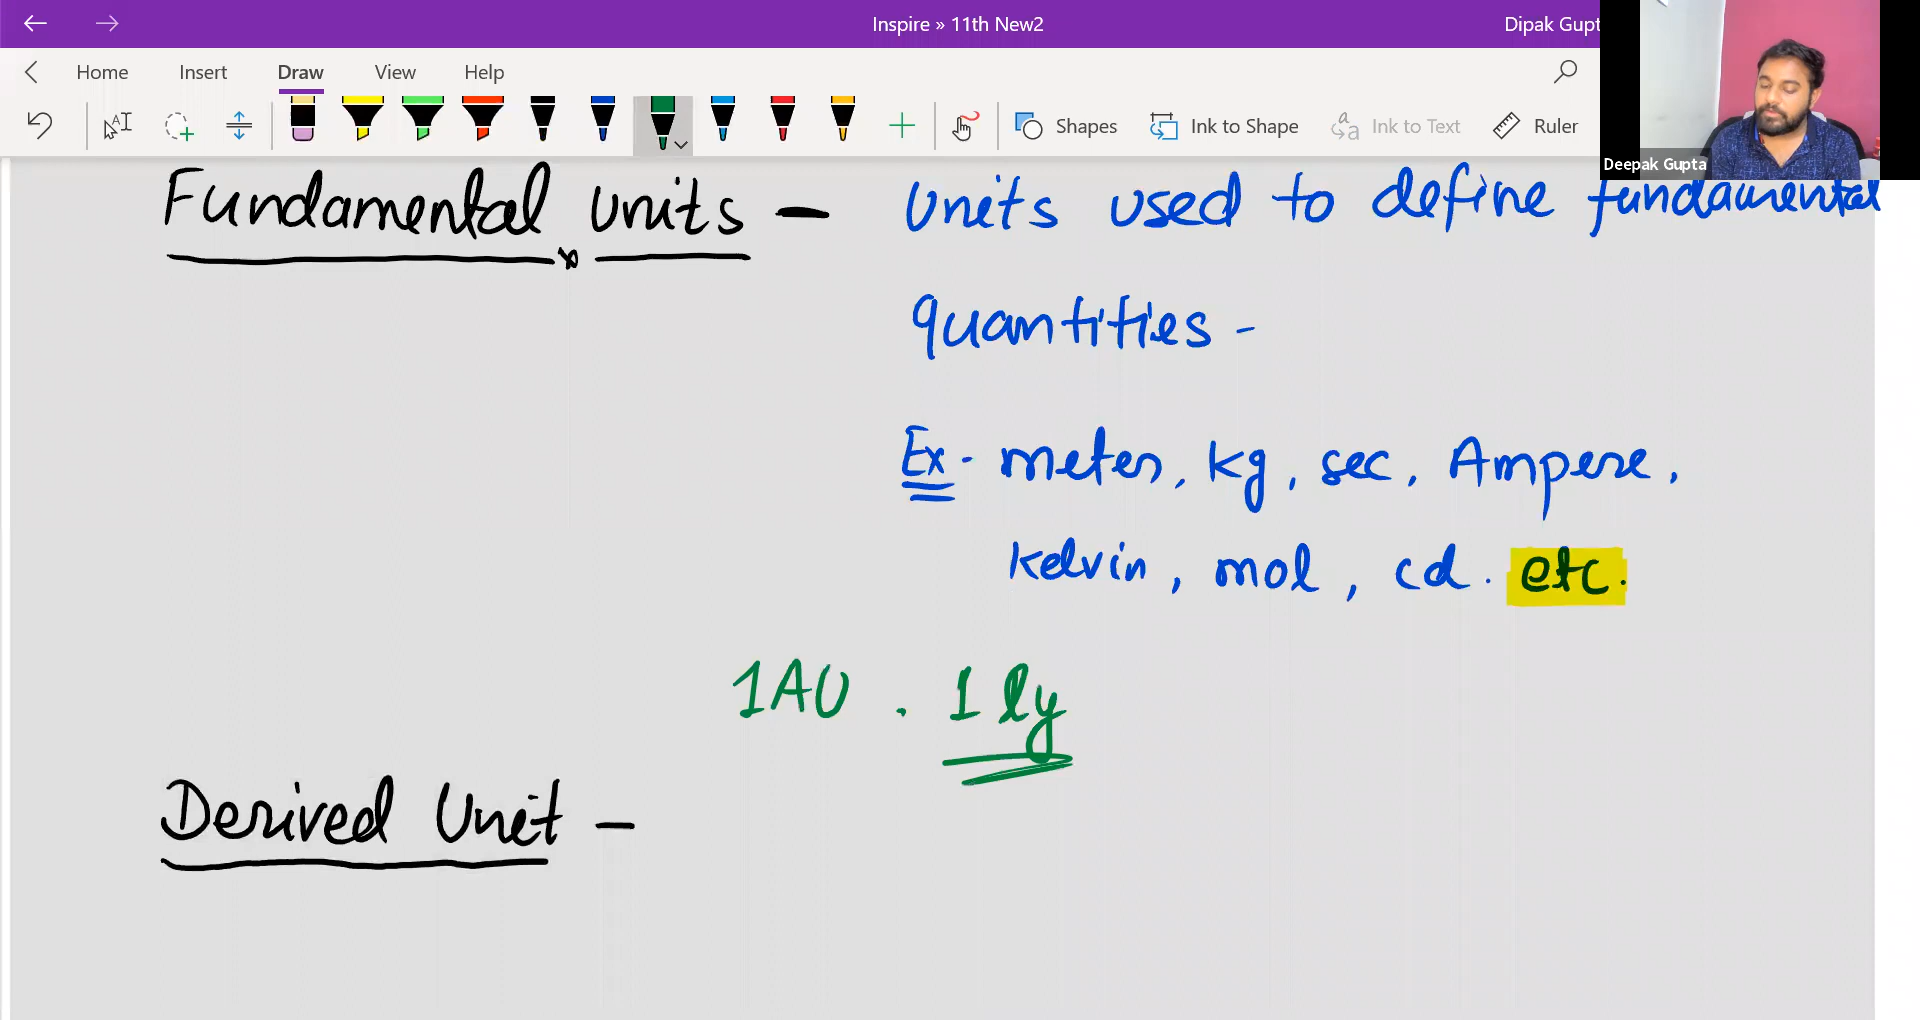 Inspire » 11th New2
Dipak Gupt
Home Insert Draw View Help
Shapes Ink to Shape Ink to Text Ruler
Deepak Gupta
Fundamental units - Units used to define fundamental
quantities -
Ex - meter, kg, sec, Ampere,
Kelvin, mol, cd. etc.
1AU . 1 ly
Derived Unit -